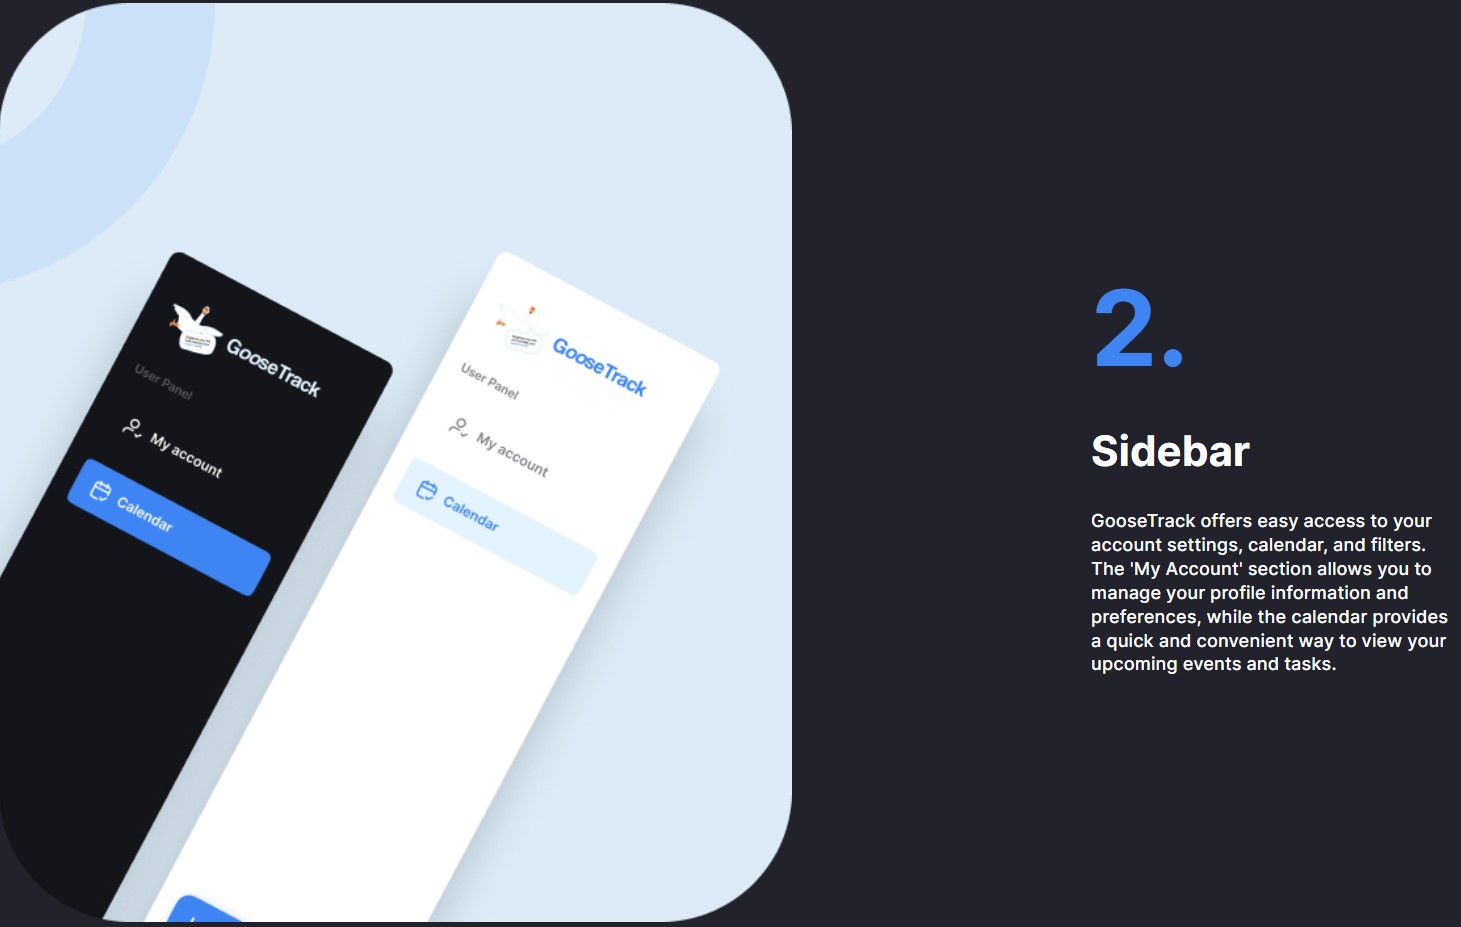 GooseTrack
User Panel
My account
Calendar
GooseTrack
User Panel
My account
Calendar
2.
Sidebar
GooseTrack offers easy access to your
account settings, calendar, and filters.
The 'My Account' section allows you to
manage your profile information and
preferences, while the calendar provides
a quick and convenient way to view your
upcoming events and tasks.